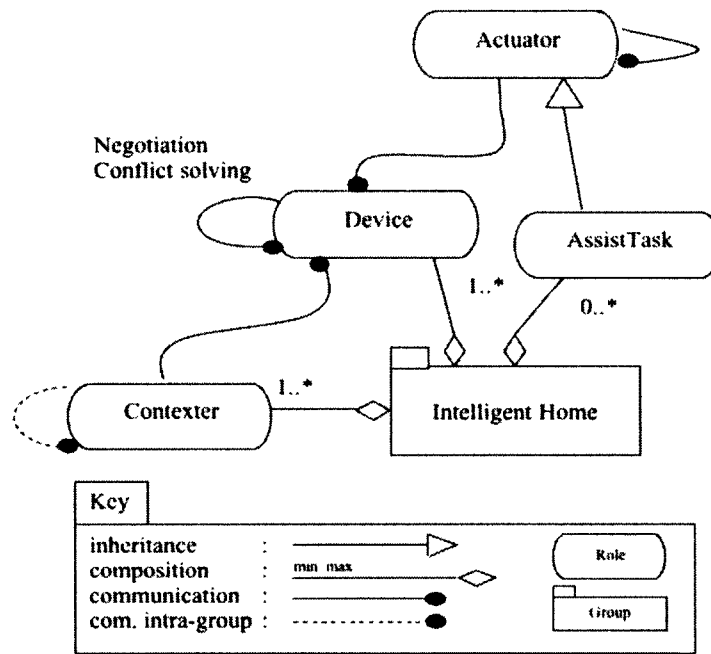 Actuator
Negotiation
Conflict solving
Device
AssistTask
1..*
0..*
1..*
Contexter
Intelligent Home
Key
inheritance :
composition : min max
communication :
com. intra-group :
Role
Group